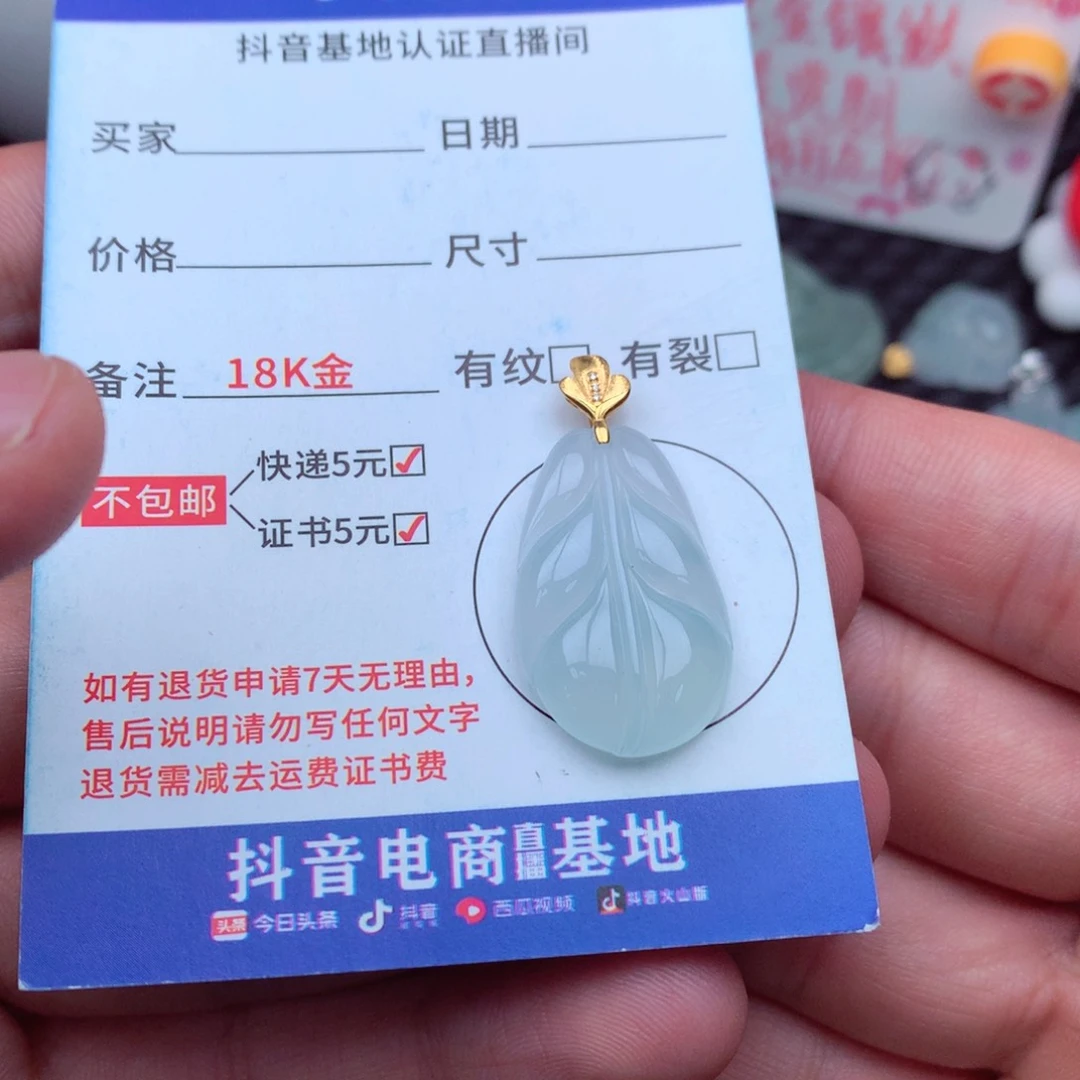 抖音基地认证直播间
买家 日期
价格 尺寸
备注 18K金 有纹 有裂
快递5元
不包邮
证书5元
如有退货申请7天无理由,
售后说明请勿写任何文字
退货需减去运费证书费
抖音电商直播基地
头条 今日头条 抖音 西瓜视频 抖音火山版